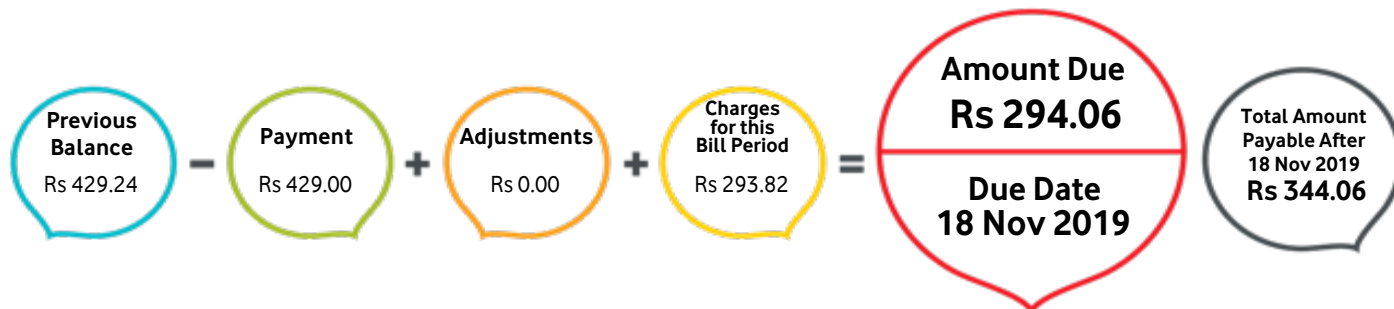 Previous
Balance
Rs 429.24
-
Payment
Rs 429.00
+
Adjustments
Rs 0.00
+
Charges
for this
Bill Period
Rs 293.82
=
Amount Due
Rs 294.06
Due Date
18 Nov 2019
Total Amount
Payable After
18 Nov 2019
Rs 344.06